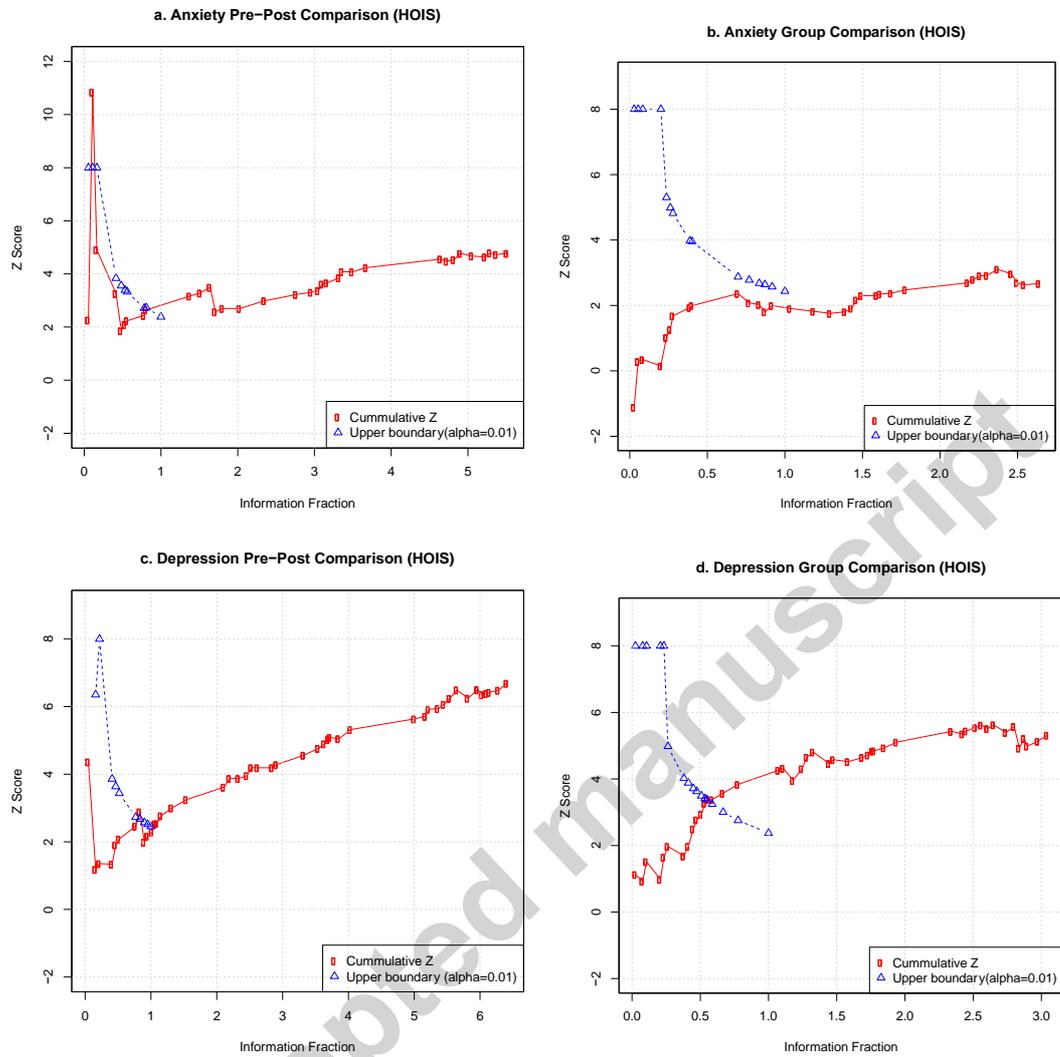 a. Anxiety Pre−Post Comparison (HOIS)
12
10
8
6
4
2
0
-2
Z Score
0 1 2 3 4 5
Information Fraction
Cummulative Z
Upper boundary(alpha=0.01)
b. Anxiety Group Comparison (HOIS)
8
6
4
2
0
-2
Z Score
0.0 0.5 1.0 1.5 2.0 2.5
Information Fraction
Cummulative Z
Upper boundary(alpha=0.01)
c. Depression Pre−Post Comparison (HOIS)
8
6
4
2
0
-2
Z Score
0 1 2 3 4 5 6
Information Fraction
Cummulative Z
Upper boundary(alpha=0.01)
d. Depression Group Comparison (HOIS)
8
6
4
2
0
-2
Z Score
0.0 0.5 1.0 1.5 2.0 2.5 3.0
Information Fraction
Cummulative Z
Upper boundary(alpha=0.01)
pted manuscript